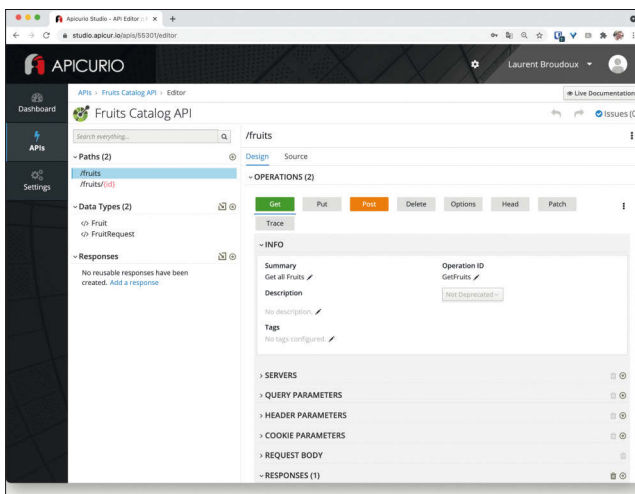 Apicurio Studio - API Editor ::
studio.apicur.io/apis/55301/editor
APICURIO
Laurent Broudoux
Dashboard
APIs
Settings
APIs > Fruits Catalog API > Editor
Live Documentation
Fruits Catalog API
Issues (0
Search everything...
Paths (2)
/fruits
/fruits/{id}
Data Types (2)
</> Fruit
</> FruitRequest
Responses
No reusable responses have been
created. Add a response
/fruits
Design Source
OPERATIONS (2)
Get Put Post Delete Options Head Patch
Trace
INFO
Summary Operation ID
Get all Fruits GetFruits
Description Not Deprecated
No description.
Tags
No tags configured.
SERVERS
QUERY PARAMETERS
HEADER PARAMETERS
COOKIE PARAMETERS
REQUEST BODY
RESPONSES (1)